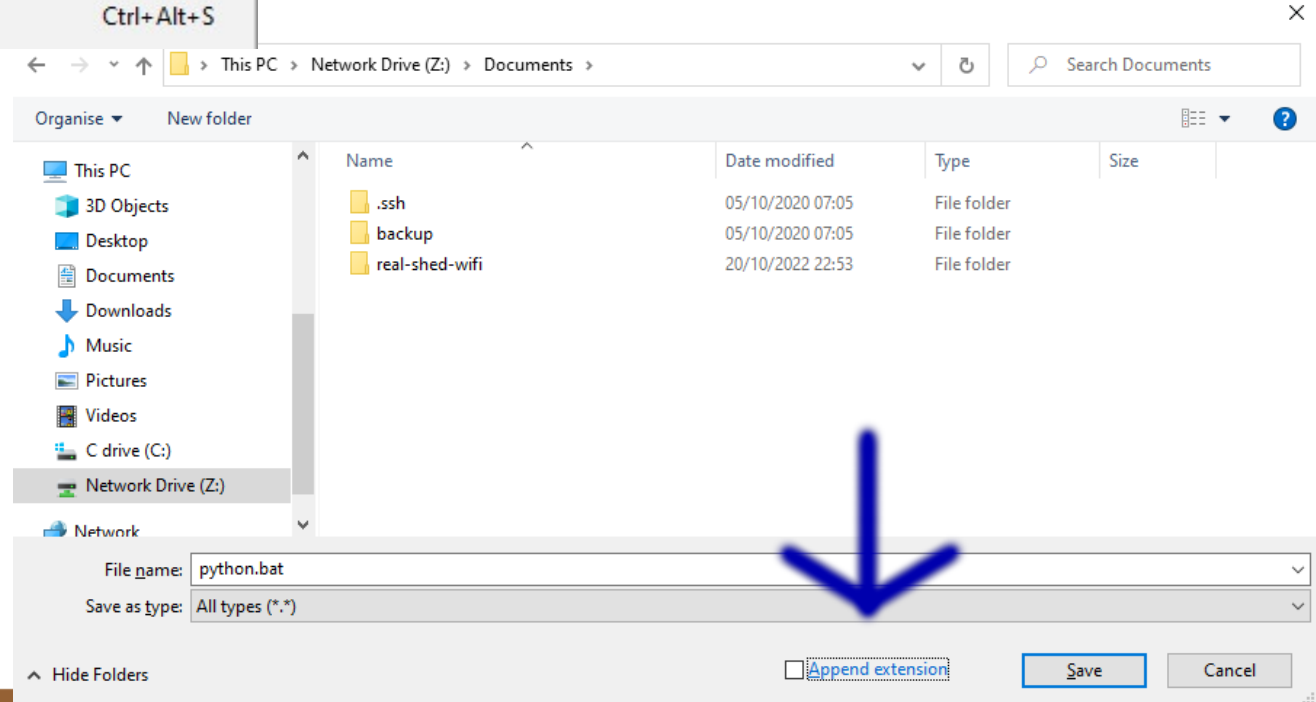 Ctrl+Alt+S
This PC > Network Drive (Z:) > Documents >
Search Documents
Organise New folder
?
This PC
3D Objects
Desktop
Documents
Downloads
Music
Pictures
Videos
C drive (C:)
Network Drive (Z:)
Network
Name Date modified Type Size
.ssh 05/10/2020 07:05 File folder
backup 05/10/2020 07:05 File folder
real-shed-wifi 20/10/2022 22:53 File folder
File name: python.bat
Save as type: All types (*.*)
Hide Folders
Append extension
Save
Cancel